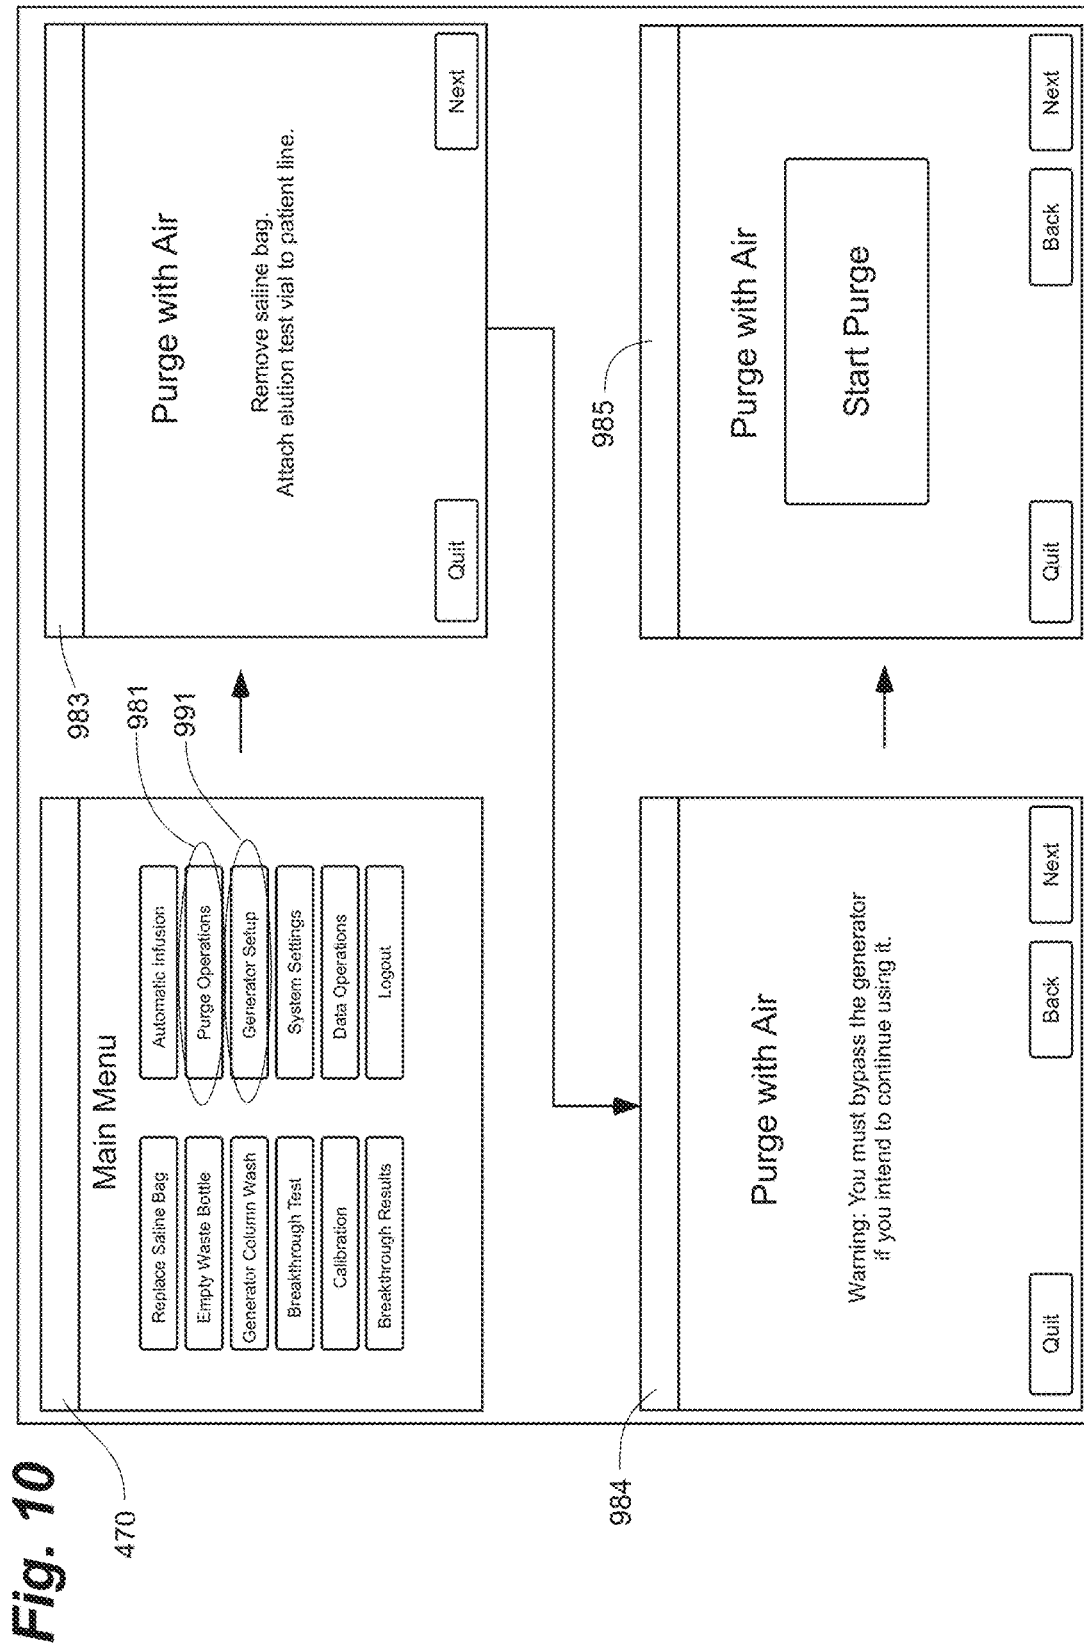 Fig. 10
470
Main Menu
Replace Saline Bag
Automatic Infusion
Empty Waste Bottle
Purge Operations
Generator Column Wash
Generator Setup
Breakthrough Test
System Settings
Calibration
Data Operations
Breakthrough Results
Logout
981
991
983
Purge with Air
Remove saline bag.
Attach elution test vial to patient line.
Quit
Next
984
Purge with Air
Warning: You must bypass the generator
if you intend to continue using it.
Quit
Back
Next
985
Purge with Air
Start Purge
Quit
Back
Next